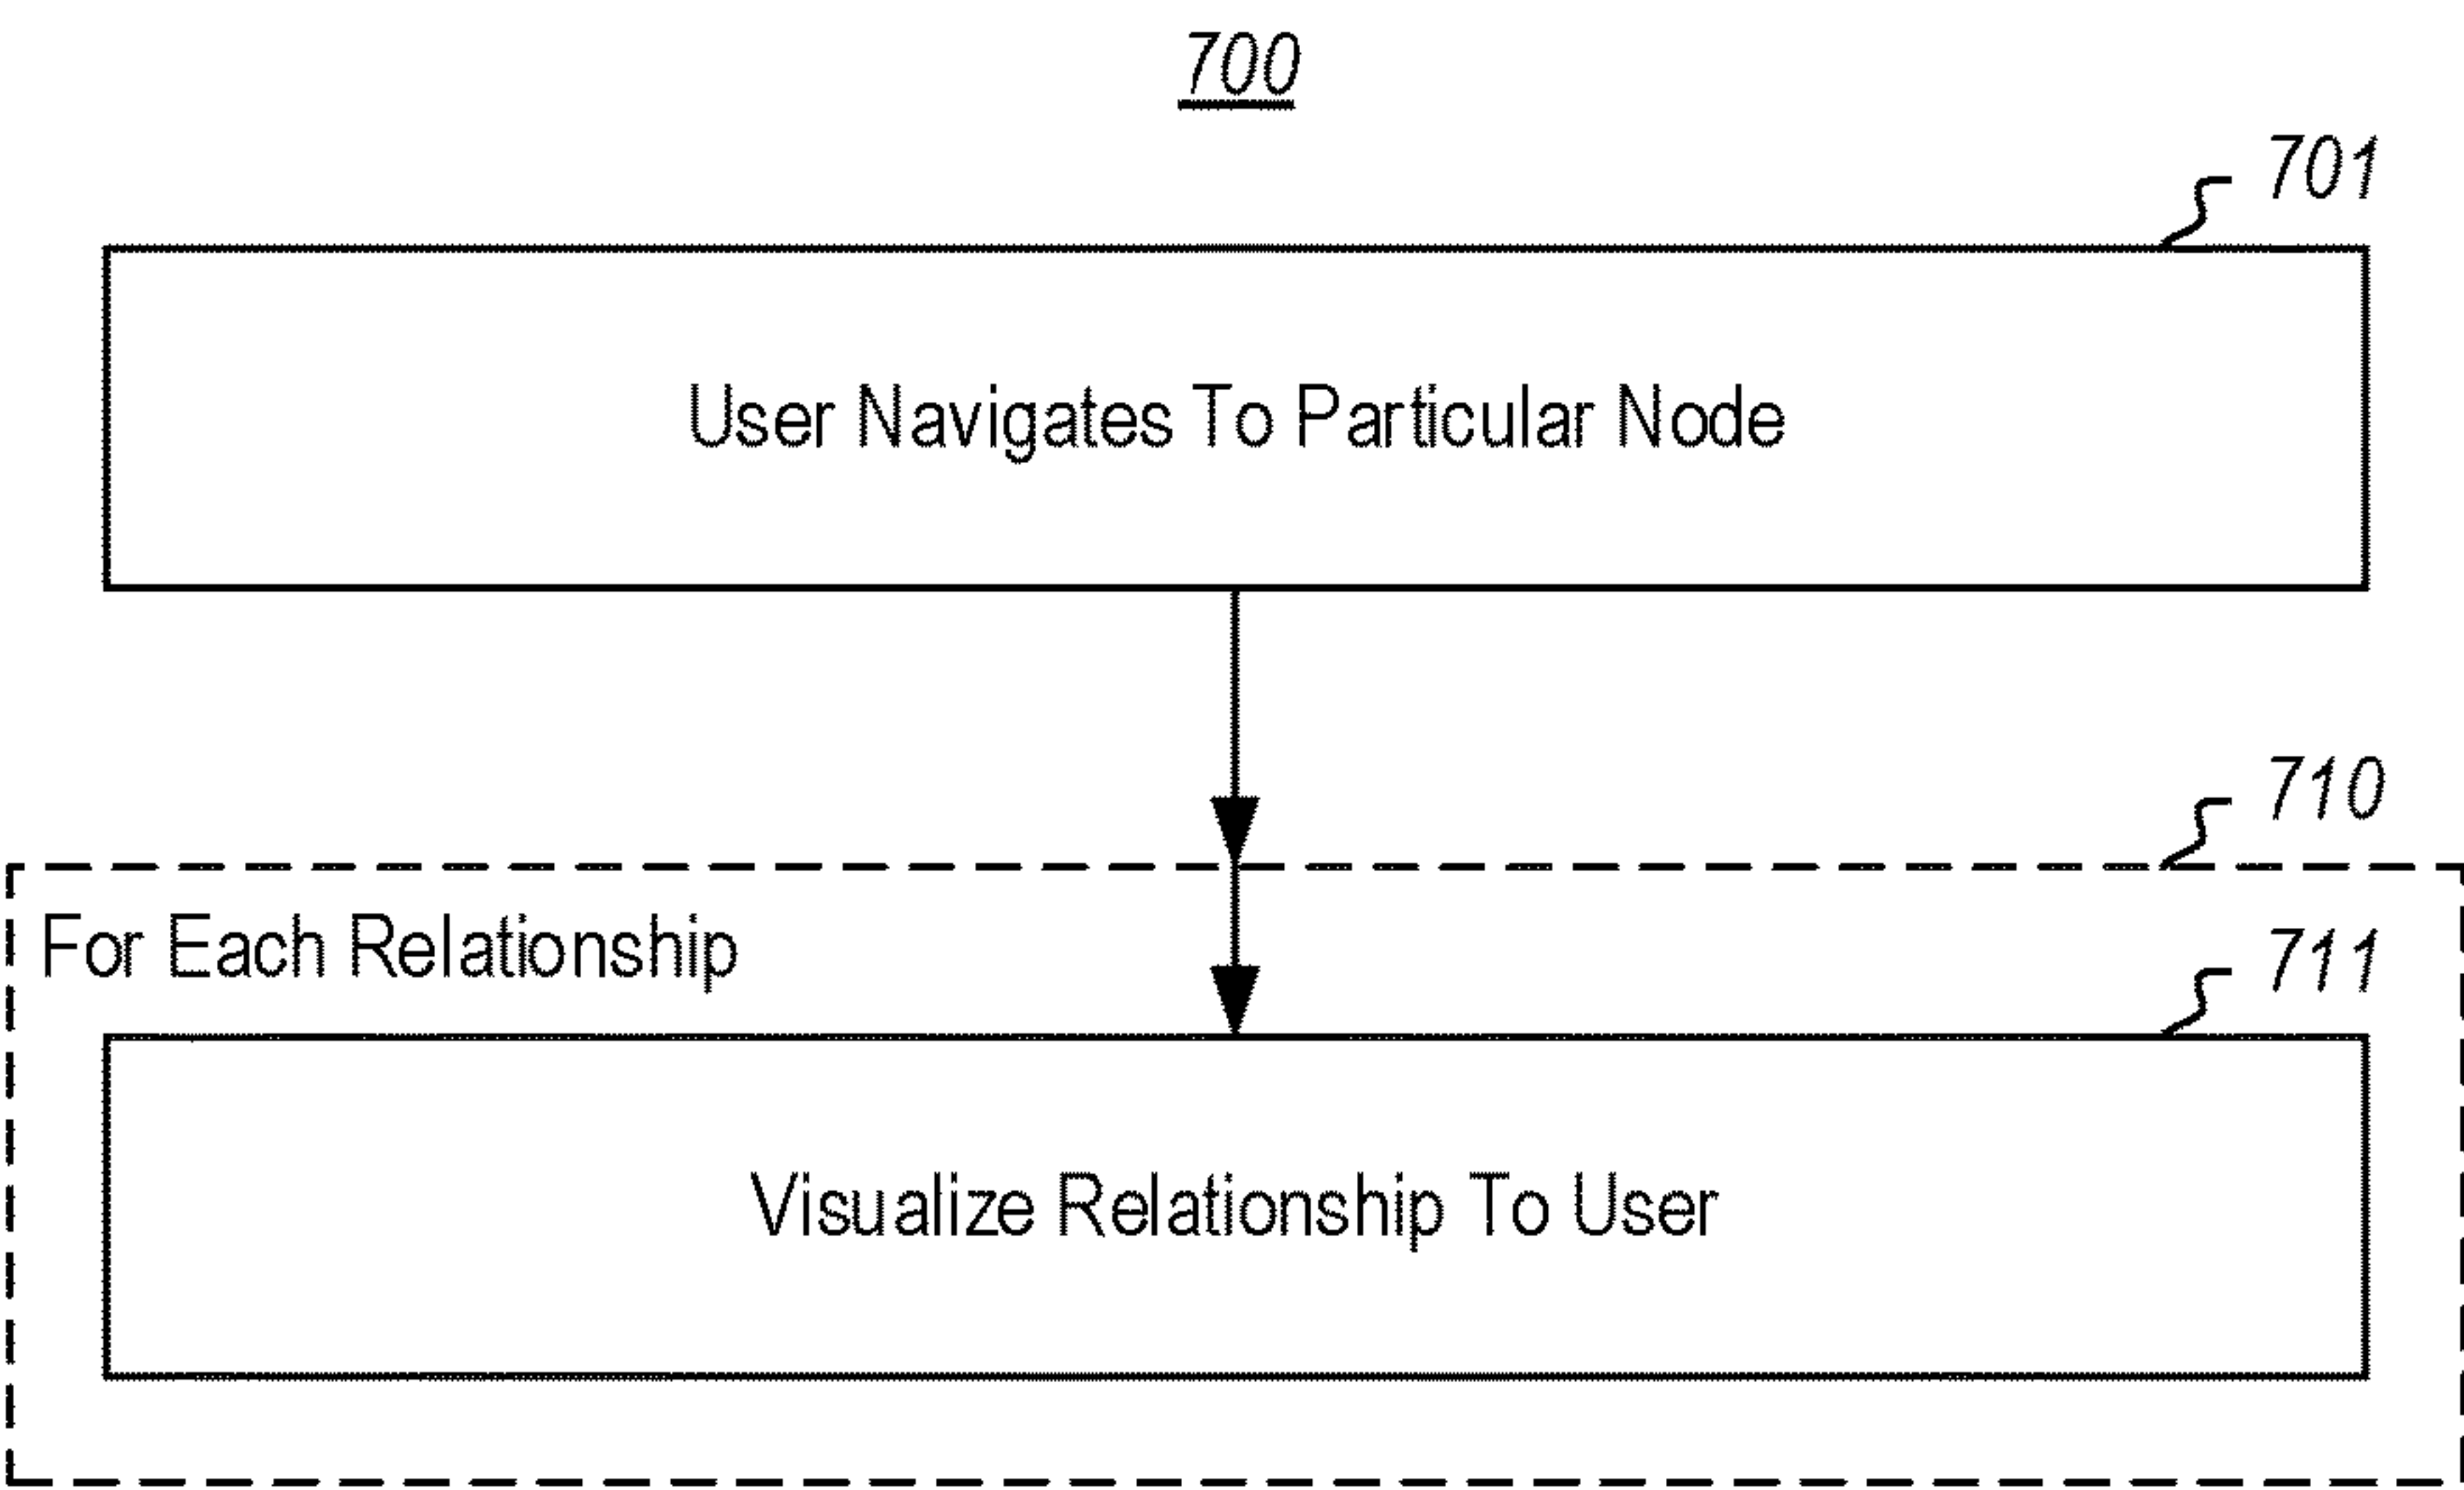 700
701
User Navigates To Particular Node
710
For Each Relationship
711
Visualize Relationship To User